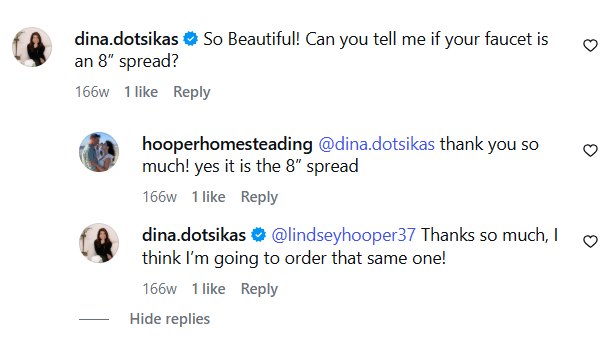 dina.dotsikas So Beautiful! Can you tell me if your faucet is
an 8” spread?
166w 1 like Reply
hooperhomesteading @dina.dotsikas thank you so
much! yes it is the 8” spread
166w 1 like Reply
dina.dotsikas @lindseyhooper37 Thanks so much, I
think I’m going to order that same one!
166w 1 like Reply
Hide replies